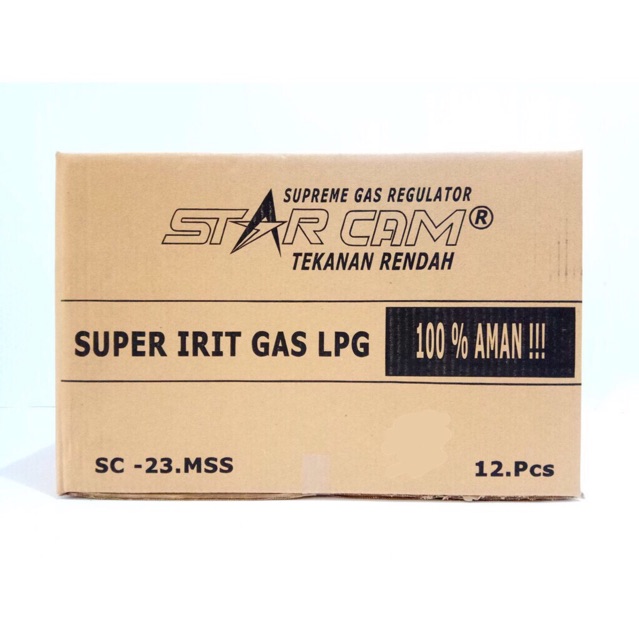 SUPREME GAS REGULATOR
STAR CAM®
TEKANAN RENDAH
SUPER IRIT GAS LPG
100 % AMAN !!!
SC -23.MSS
12.Pcs